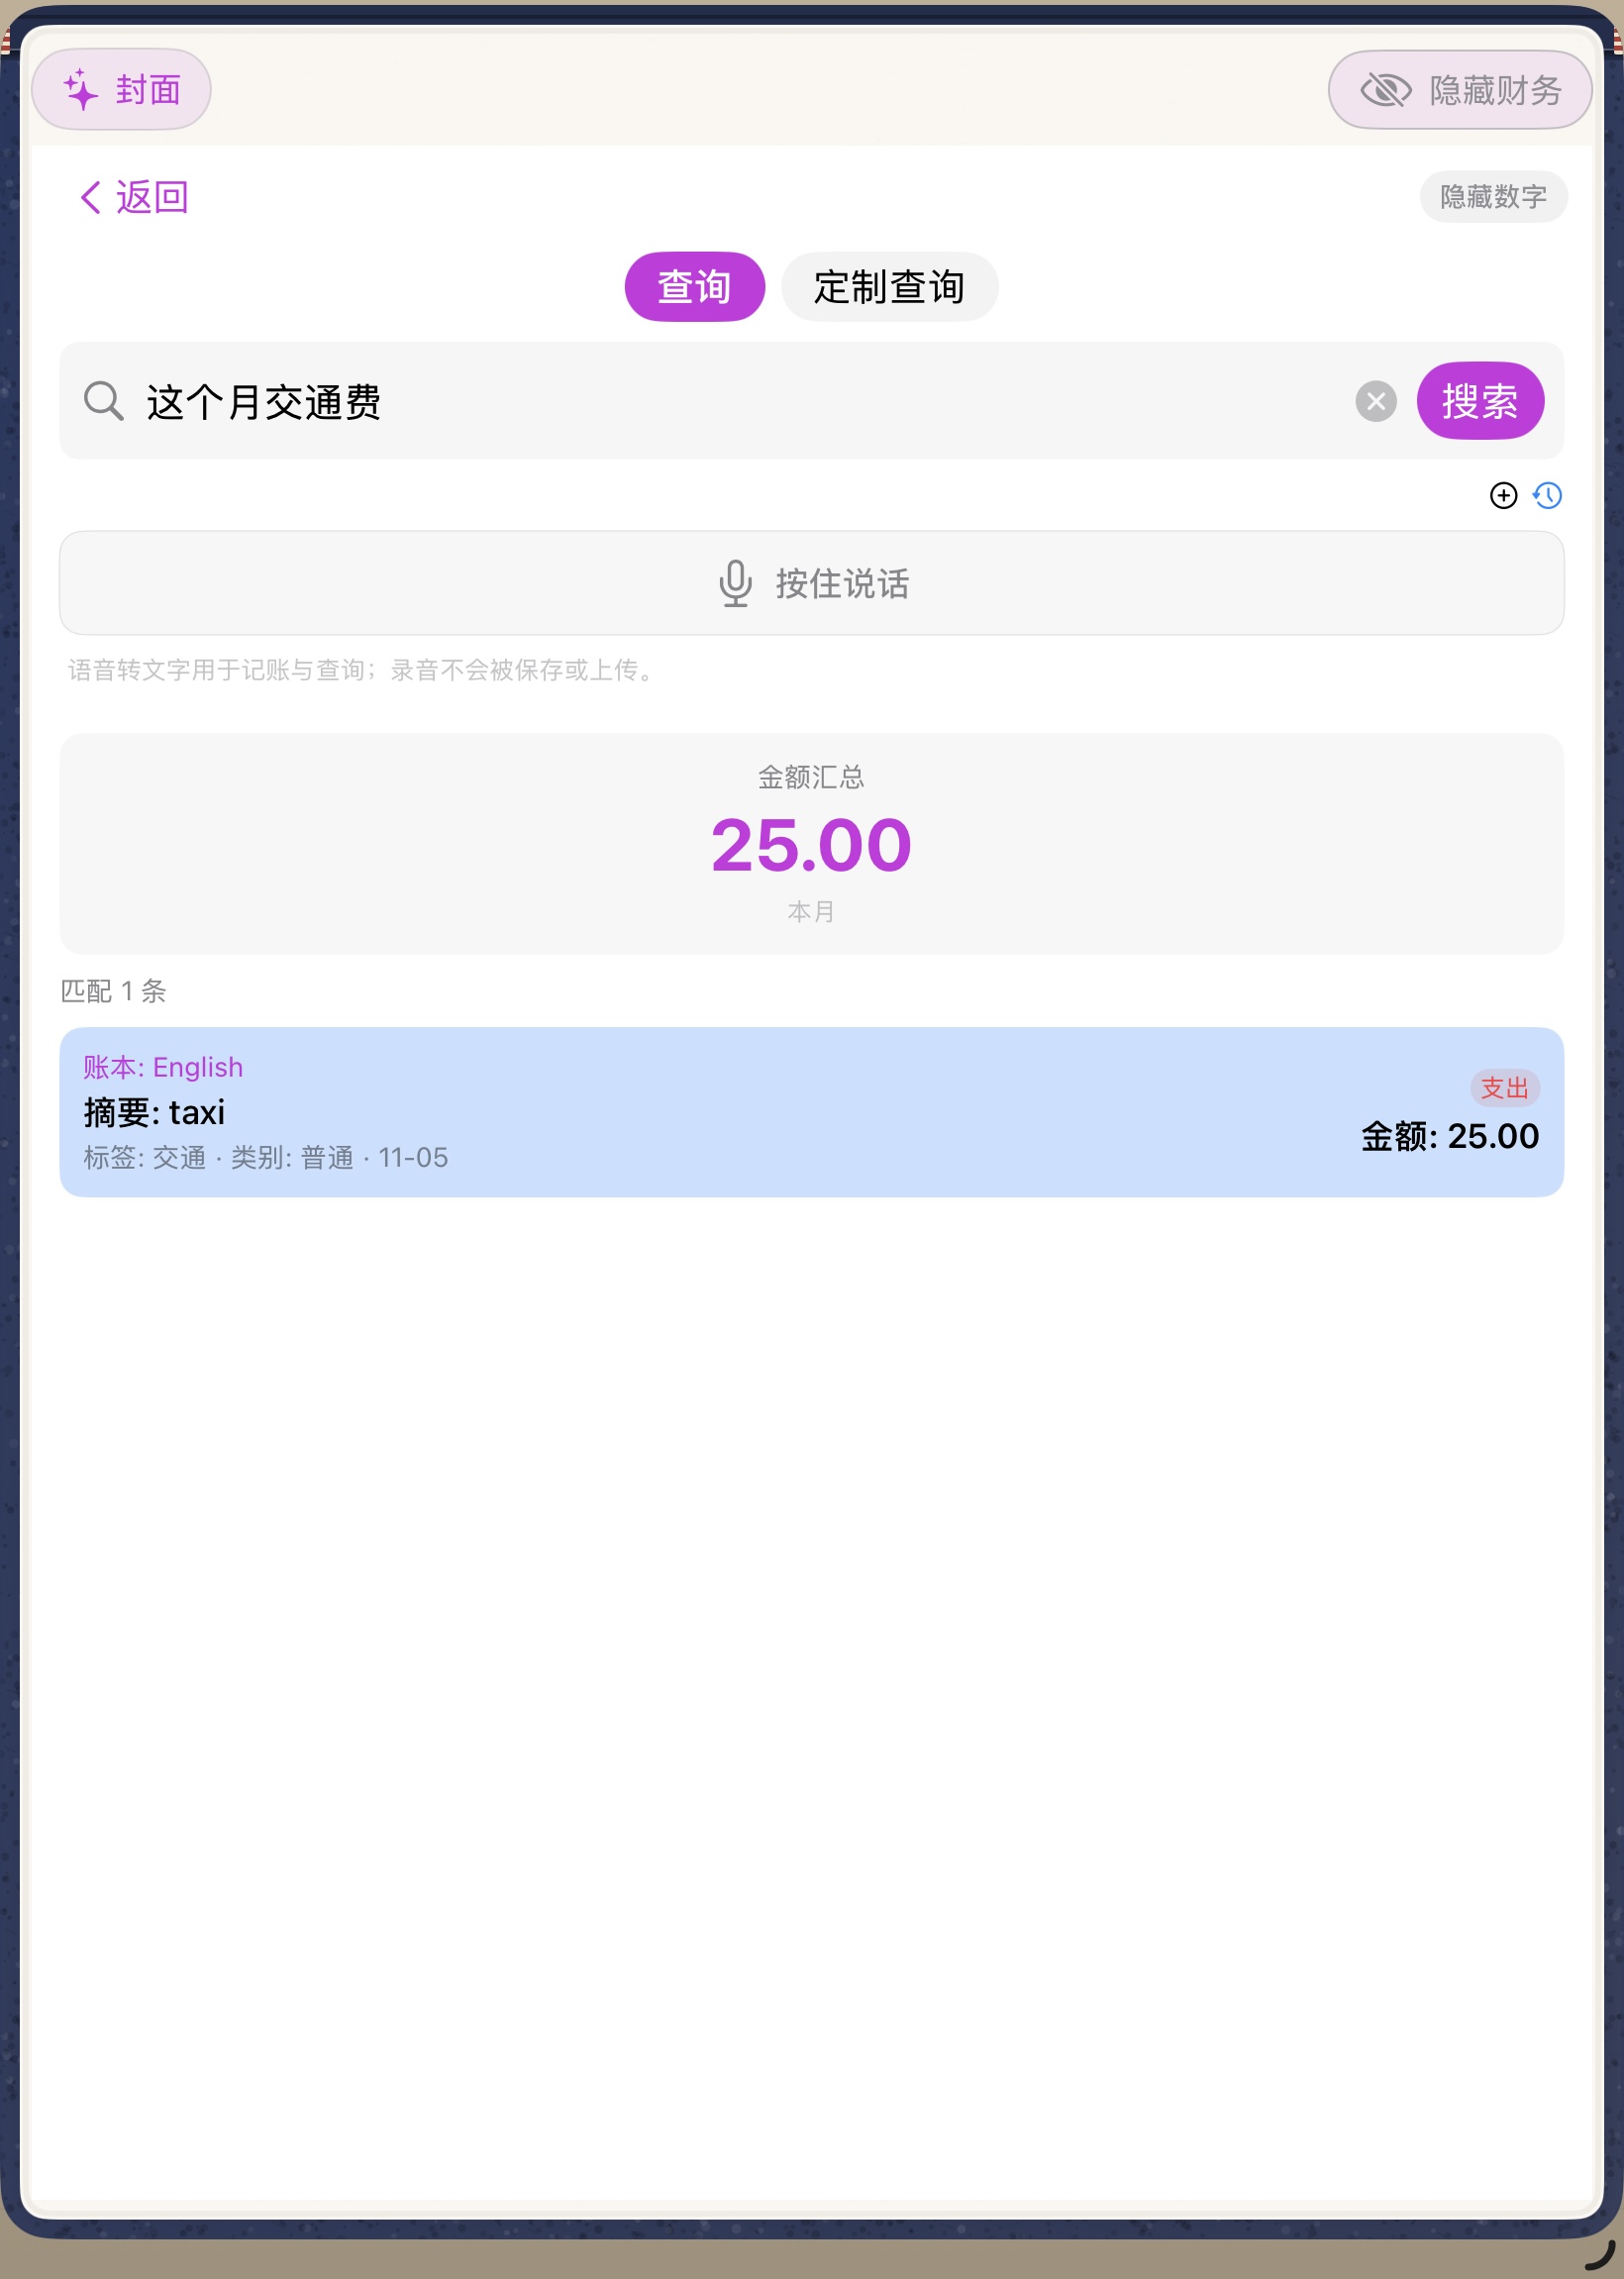 封面
隐藏财务
返回
隐藏数字
查询
定制查询
这个月交通费
搜索
按住说话
语音转文字用于记账与查询；录音不会被保存或上传。
金额汇总
25.00
本月
匹配 1 条
账本: English
摘要: taxi
标签: 交通 · 类别: 普通 · 11-05
支出
金额: 25.00